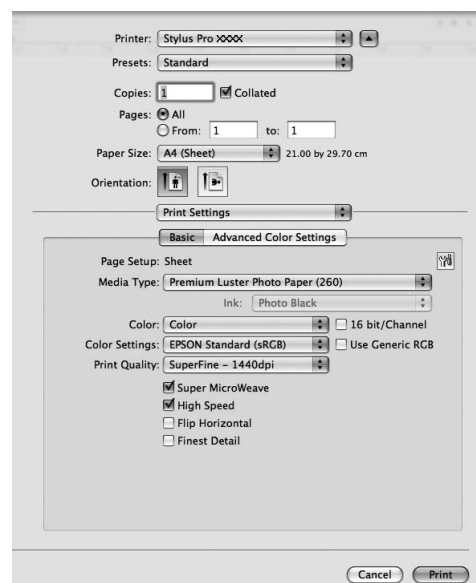 Printer: Stylus Pro XXXX
Presets: Standard
Copies: 1 Collated
Pages: All
From: 1 to: 1
Paper Size: A4 (Sheet) 21.00 by 29.70 cm
Orientation:
Print Settings
Basic Advanced Color Settings
Page Setup: Sheet
Media Type: Premium Luster Photo Paper (260)
Ink: Photo Black
Color: Color 16 bit/Channel
Color Settings: EPSON Standard (sRGB) Use Generic RGB
Print Quality: SuperFine - 1440dpi
Super MicroWeave
High Speed
Flip Horizontal
Finest Detail
Cancel Print